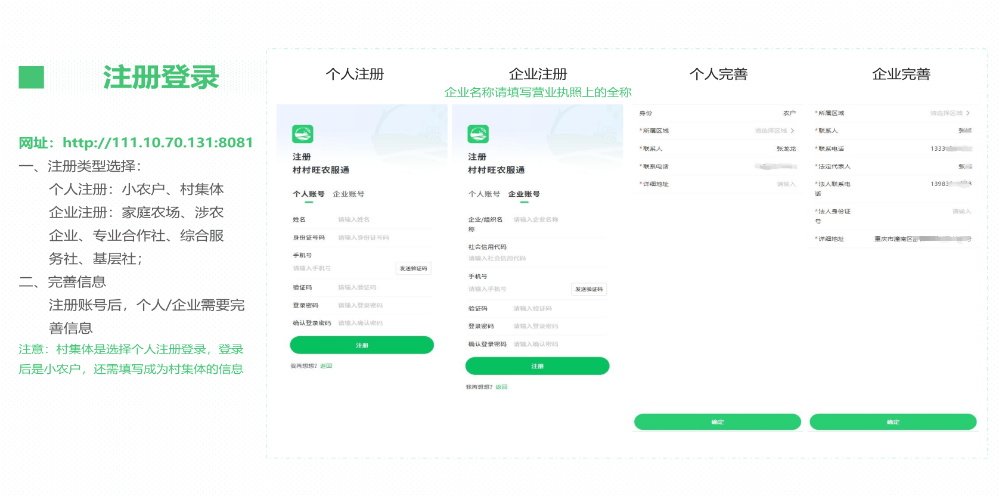 注册登录
网址：http://111.10.70.131:8081
一、注册类型选择：
个人注册：小农户、村集体
企业注册：家庭农场、涉农
企业、专业合作社、综合服
务社、基层社；
二、完善信息
注册账号后，个人/企业需要完
善信息
注意：村集体是选择个人注册登录，登录
后是小农户，还需填写成为村集体的信息
个人注册
注册
村村旺农服通
个人账号 企业账号
姓名 请输入姓名
身份证号码 请输入身份证号码
手机号
请输入手机号 发送验证码
验证码 请输入验证码
登录密码 请输入登录密码
确认登录密码 请输入确认密码
注册
我再想想？返回
企业注册
企业名称请填写营业执照上的全称
注册
村村旺农服通
个人账号 企业账号
企业/组织名 请输入企业名称
称
社会信用代码
请输入社会信用代码
手机号
请输入手机号 发送验证码
验证码 请输入验证码
登录密码 请输入登录密码
确认登录密码 请输入确认密码
注册
我再想想？返回
个人完善
身份 农户
*所属区域 请选择区域 >
*联系人 张龙龙
*联系电话
*详细地址 请输入
确定
企业完善
*所属区域 请选择区域 >
*联系人 张
*联系电话 1333
*法定代表人 张
*法人联系电 13983
话
*法人身份证 请输入
号
*详细地址 重庆市潼南区 号
确定